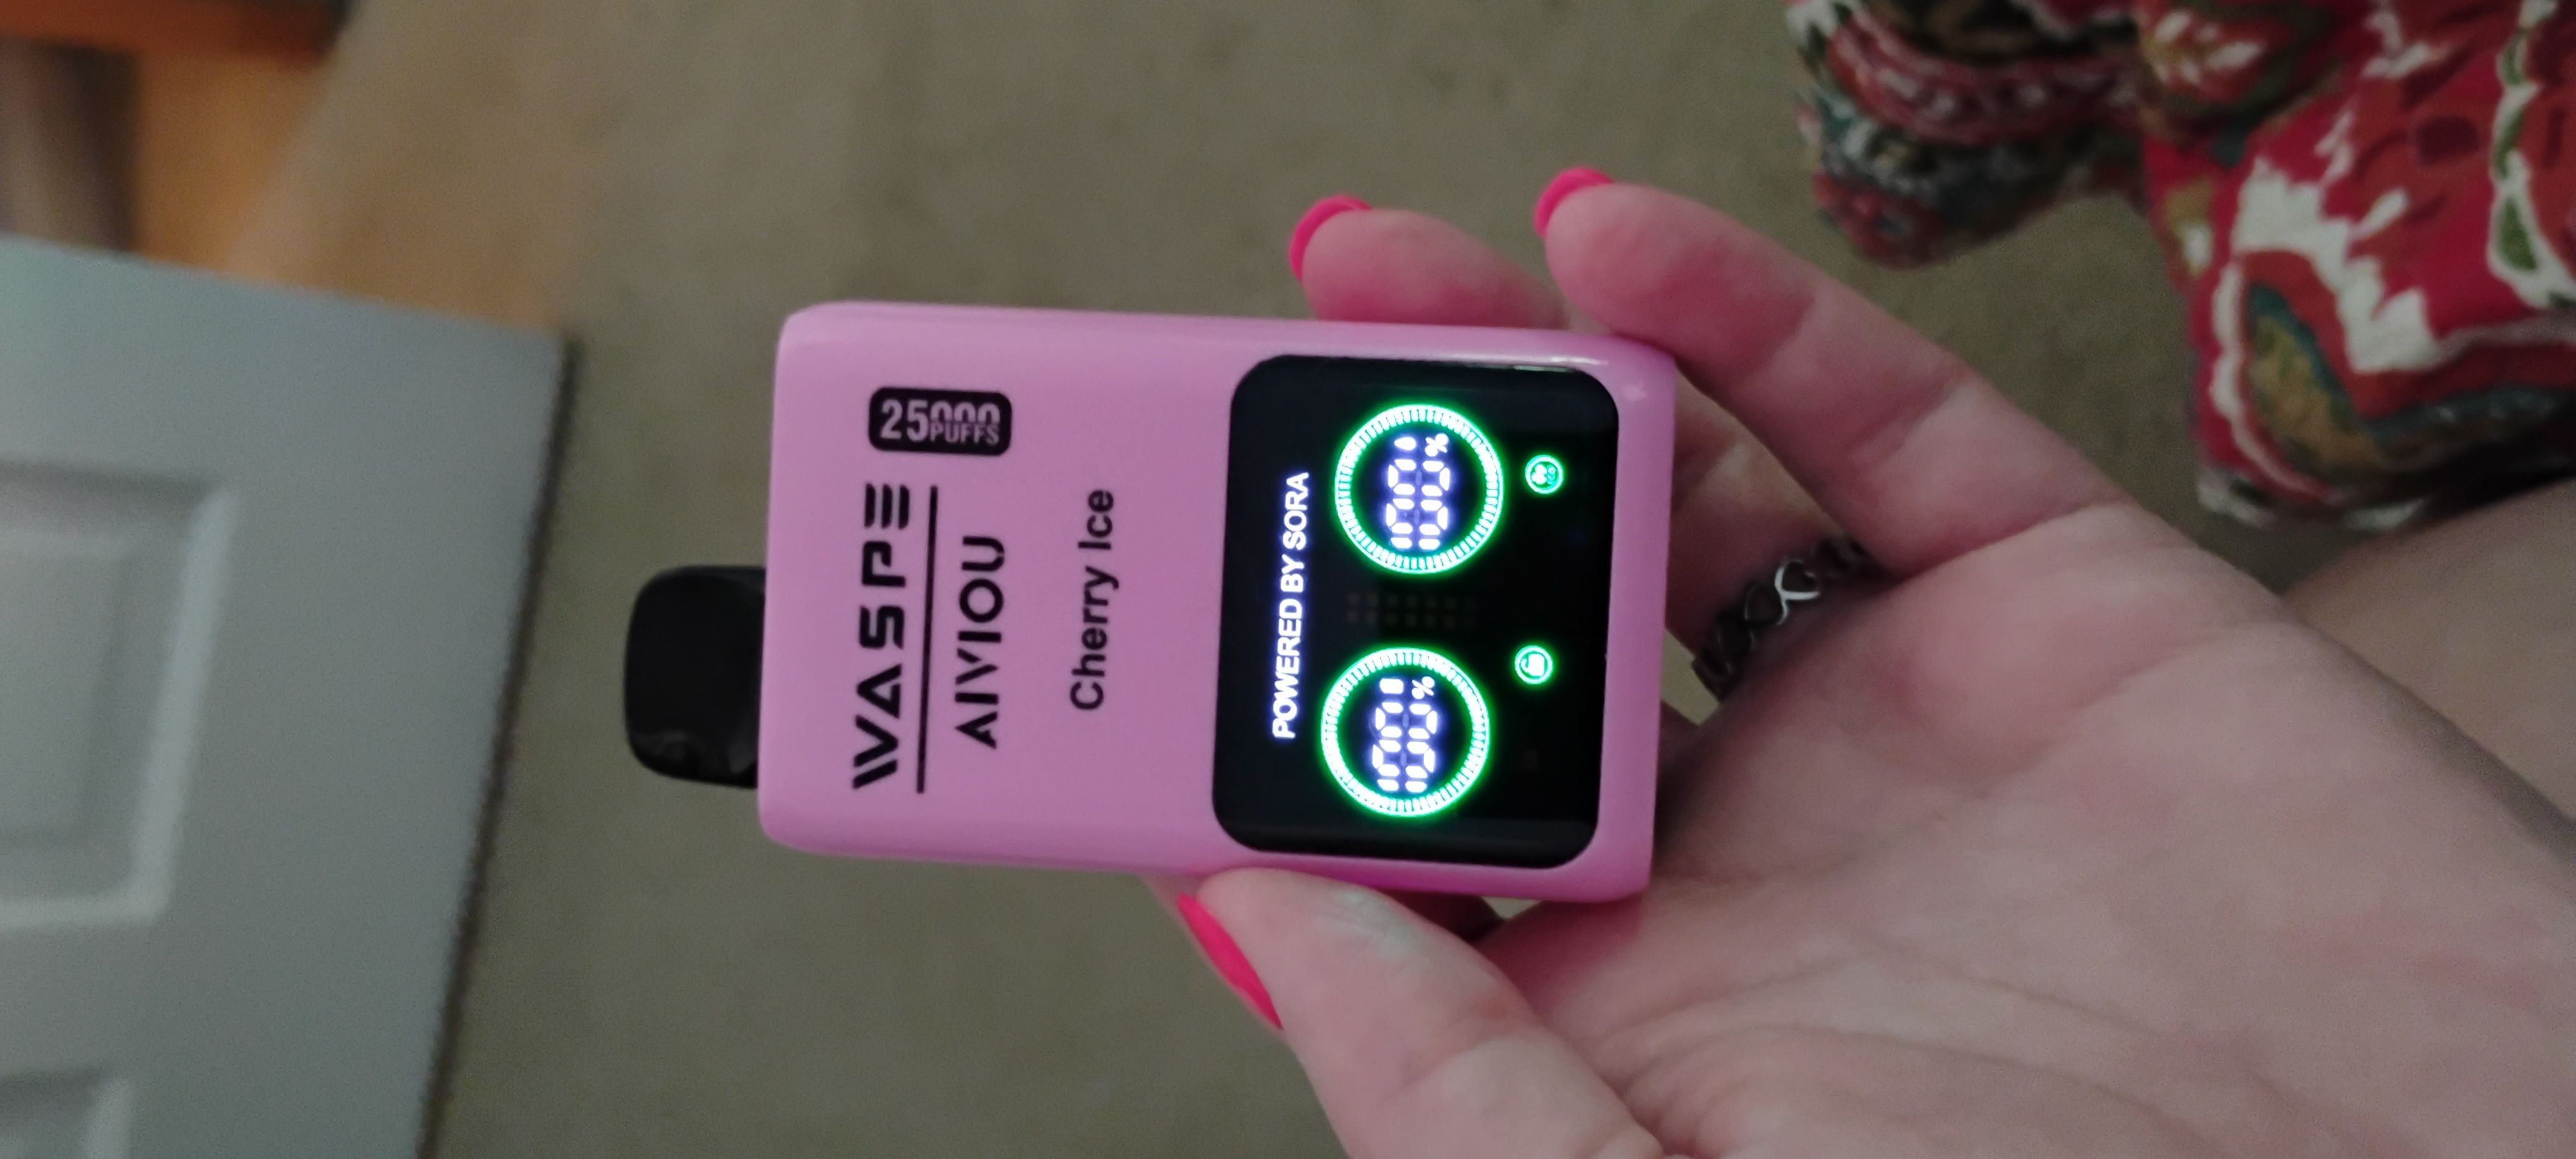 25000
PUFFS
WASPE
AIVIOU
Cherry Ice
POWERED BY SORA
100%
100%